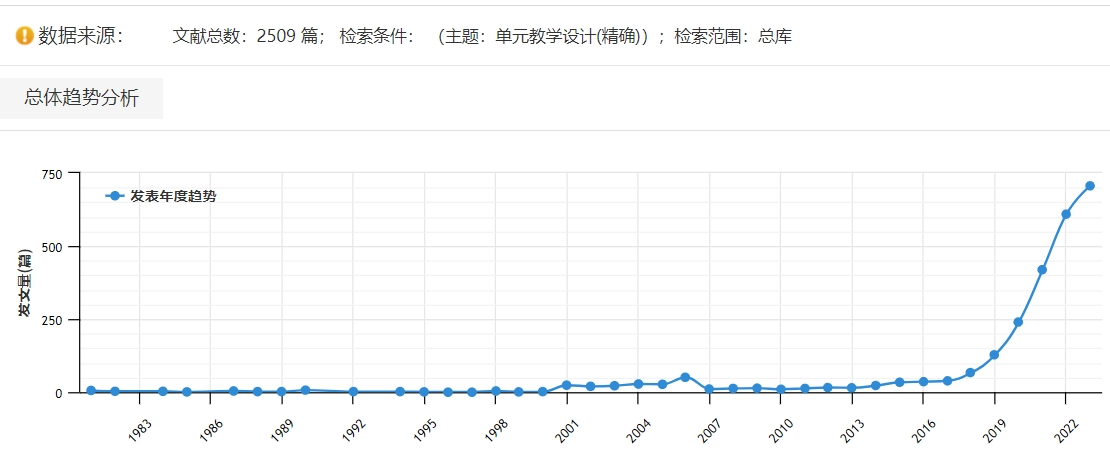 数据来源： 文献总数：2509 篇； 检索条件： （主题：单元教学设计(精确)）；检索范围：总库
总体趋势分析
发表年度趋势
发文量(篇)
750
500
250
0
1983 1986 1989 1992 1995 1998 2001 2004 2007 2010 2013 2016 2019 2022